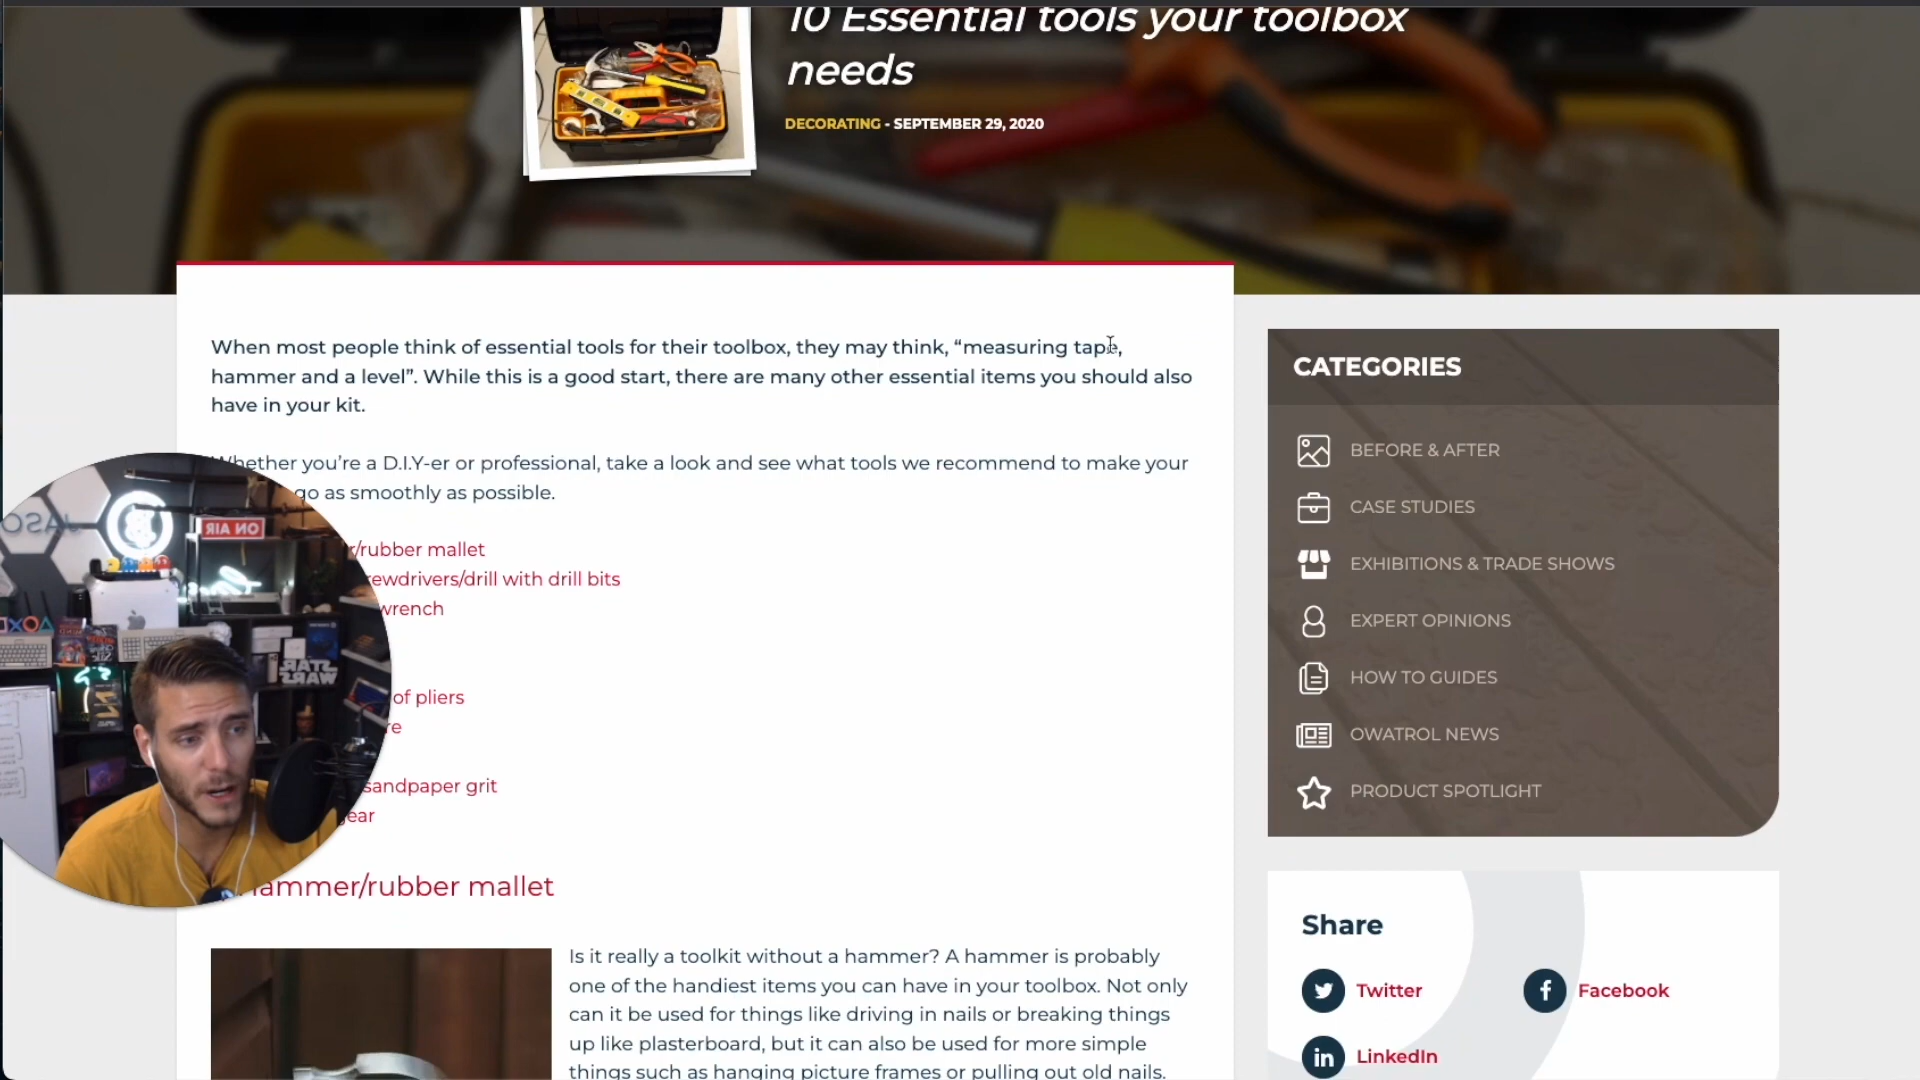 10 Essential tools your toolbox
needs
DECORATING - SEPTEMBER 29, 2020
When most people think of essential tools for their toolbox, they may think, “measuring tape,
hammer and a level”. While this is a good start, there are many other essential items you should also
have in your kit.
Whether you’re a D.I.Y-er or professional, take a look and see what tools we recommend to make your
go as smoothly as possible.
/rubber mallet
rewdrivers/drill with drill bits
wrench
of pliers
re
sandpaper grit
gear
ammer/rubber mallet
Is it really a toolkit without a hammer? A hammer is probably
one of the handiest items you can have in your toolbox. Not only
can it be used for things like driving in nails or breaking things
up like plasterboard, but it can also be used for more simple
things such as hanging picture frames or pulling out old nails.
CATEGORIES
BEFORE & AFTER
CASE STUDIES
EXHIBITIONS & TRADE SHOWS
EXPERT OPINIONS
HOW TO GUIDES
OWATROL NEWS
PRODUCT SPOTLIGHT
Share
Twitter
Facebook
LinkedIn
JASO
ON AIR
STAR
WARS